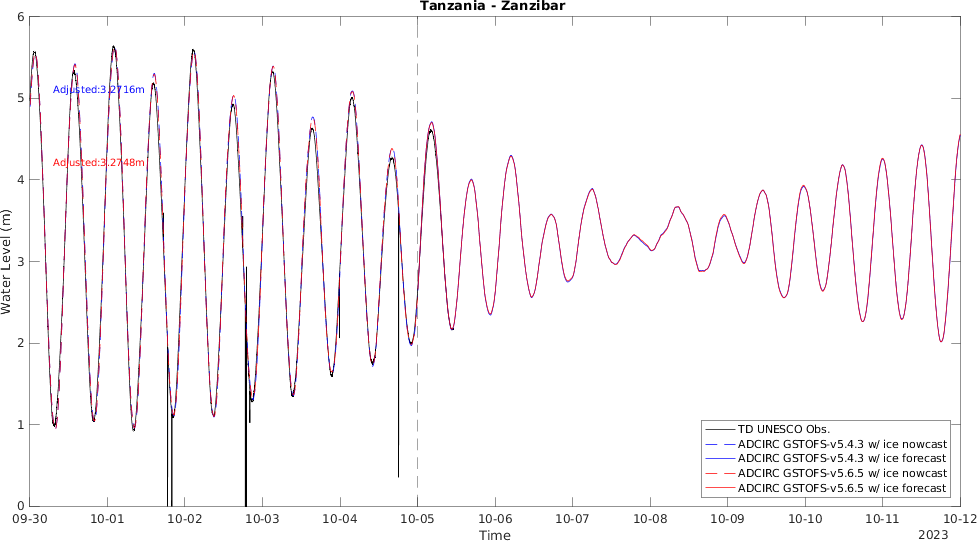 Tanzania - Zanzibar
6
5
4
3
2
1
0
Water Level (m)
Adjusted:3.2716m
Adjusted:3.2748m
TD UNESCO Obs.
ADCIRC GSTOFS-v5.4.3 w/ ice nowcast
ADCIRC GSTOFS-v5.4.3 w/ ice forecast
ADCIRC GSTOFS-v5.6.5 w/ ice nowcast
ADCIRC GSTOFS-v5.6.5 w/ ice forecast
09-30 10-01 10-02 10-03 10-04 10-05 10-06 10-07 10-08 10-09 10-10 10-11 10-12
Time
2023